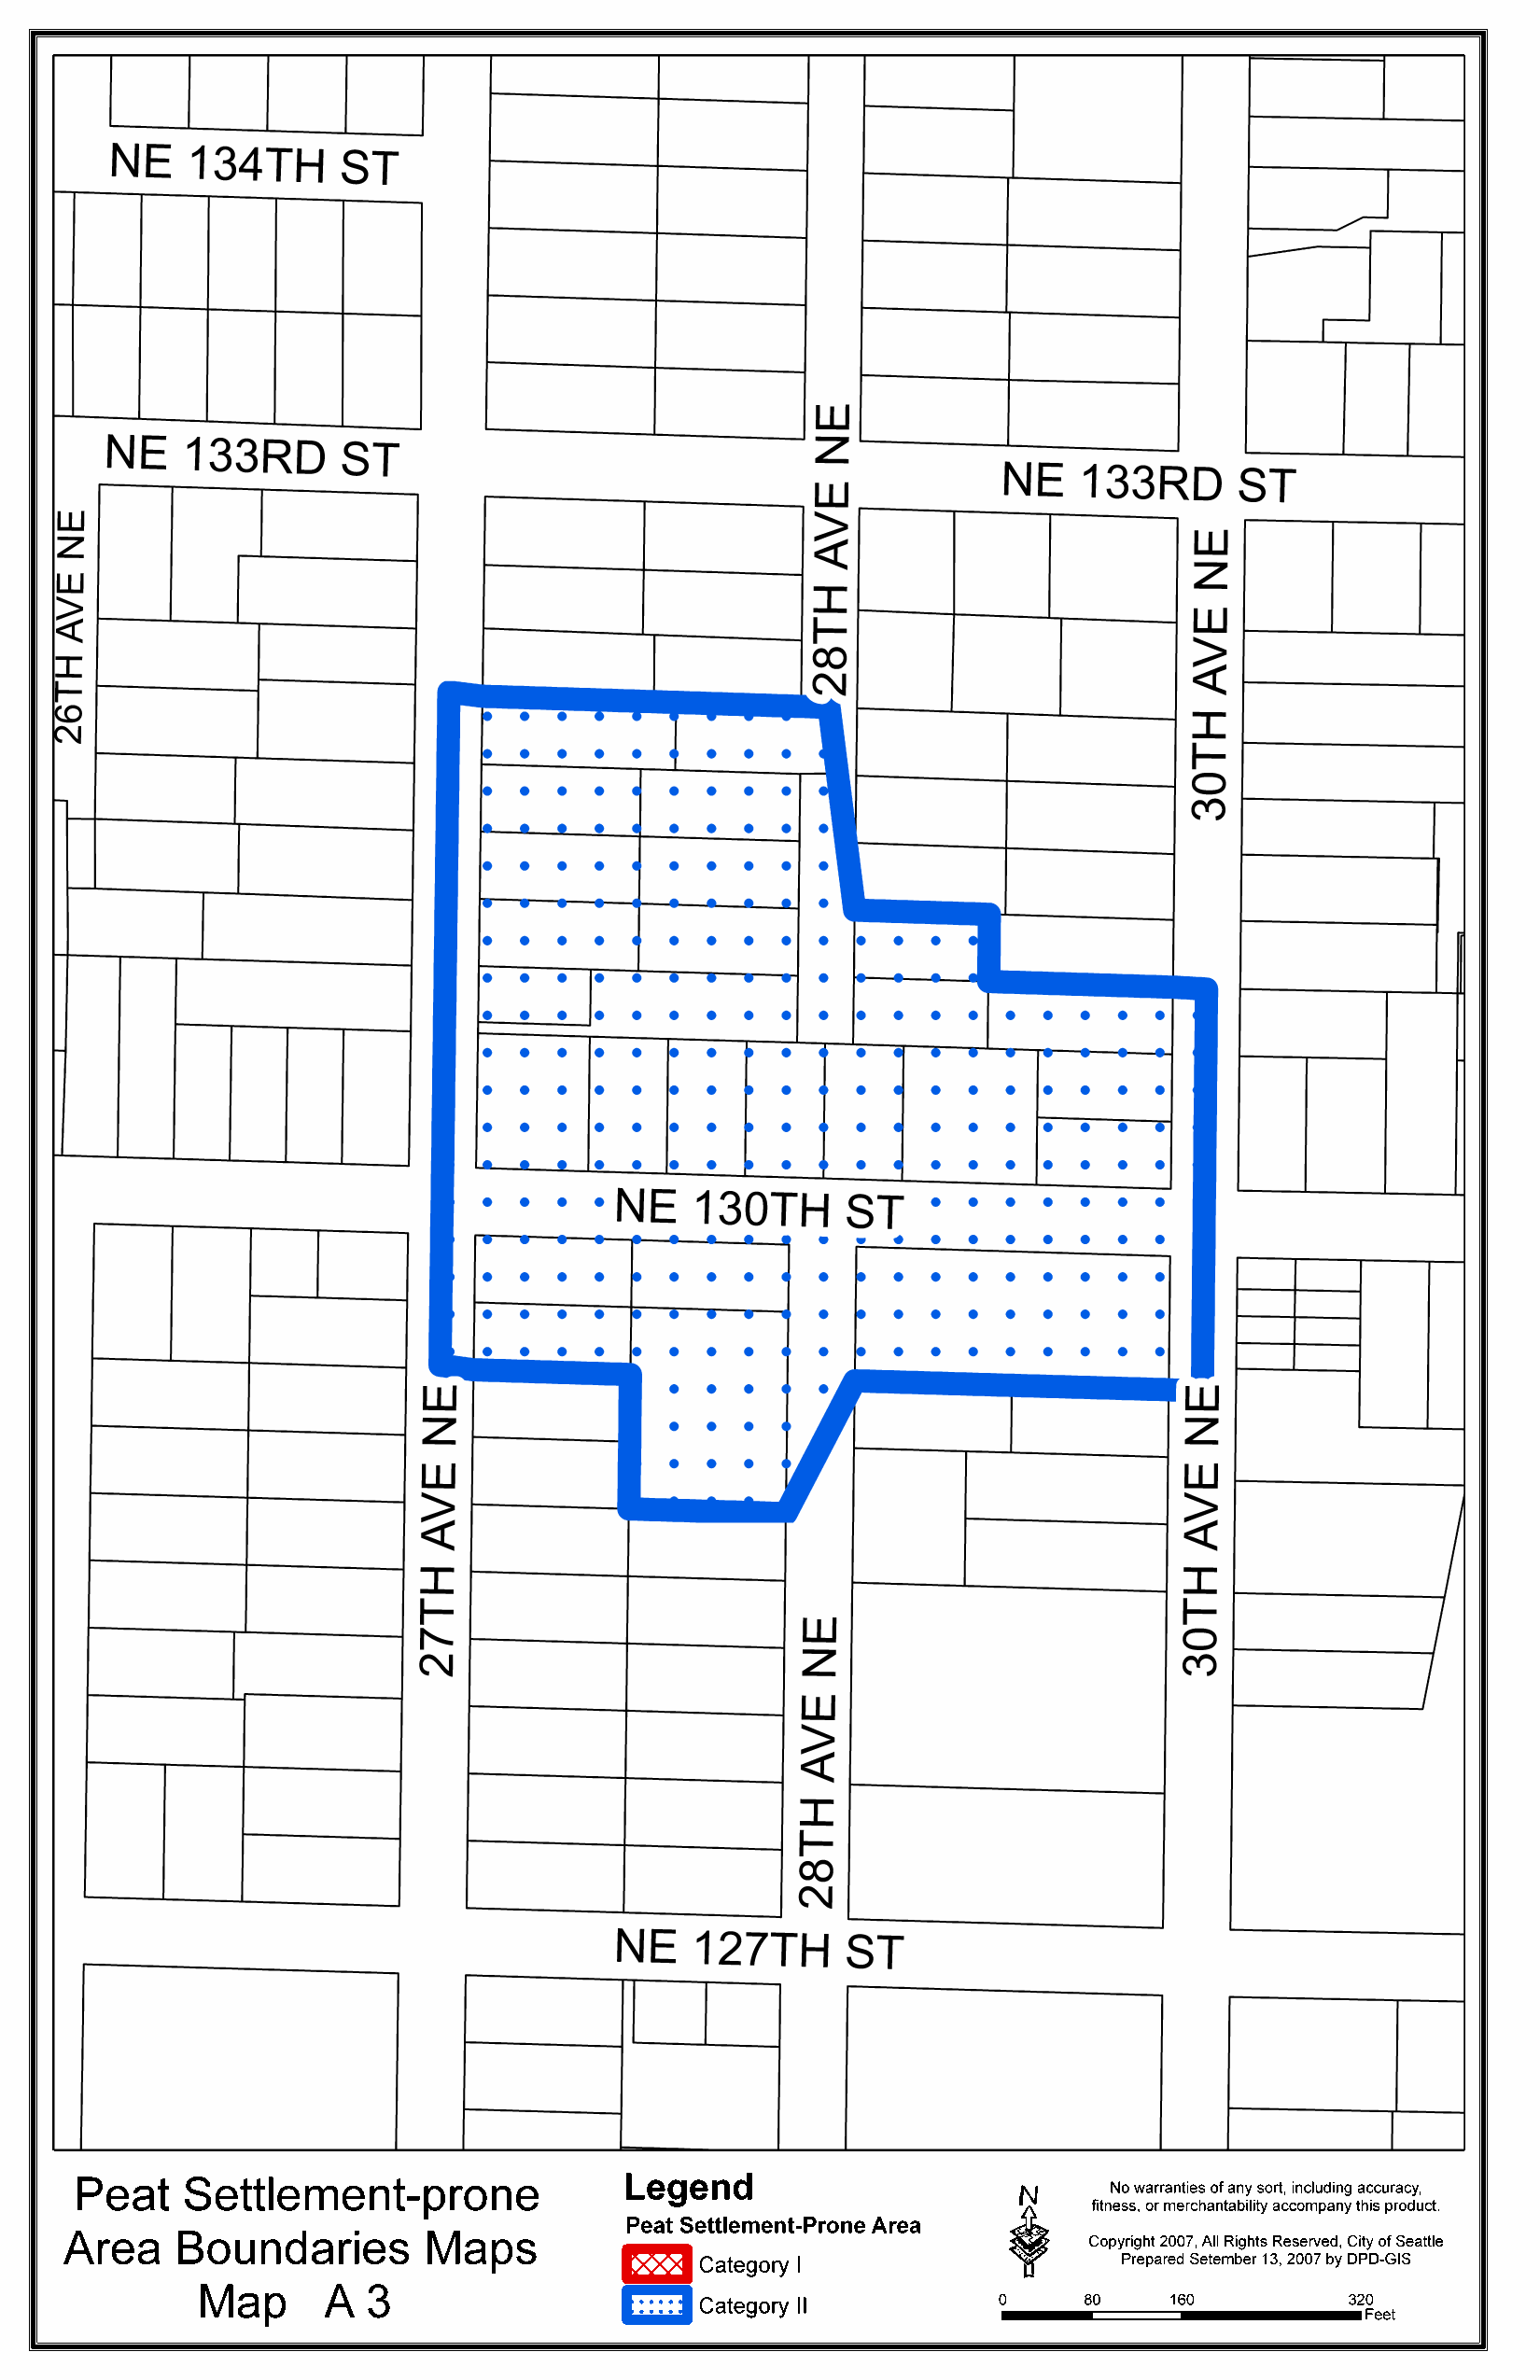 NE 134TH ST
NE 133RD ST
28TH AVE NE
NE 133RD ST
26TH AVE NE
30TH AVE NE
NE 130TH ST
27TH AVE NE
30TH AVE NE
28TH AVE NE
NE 127TH ST
Peat Settlement-prone
Area Boundaries Maps
Map A 3
Legend
Peat Settlement-Prone Area
Category I
Category II
N
No warranties of any sort, including accuracy,
fitness, or merchantability accompany this product.
Copyright 2007, All Rights Reserved, City of Seattle
Prepared Setember 13, 2007 by DPD-GIS
0 80 160 320
Feet